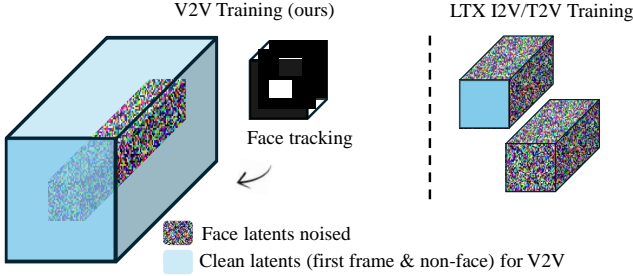 V2V Training (ours)
LTX I2V/T2V Training
Face tracking
Face latents noised
Clean latents (first frame & non-face) for V2V